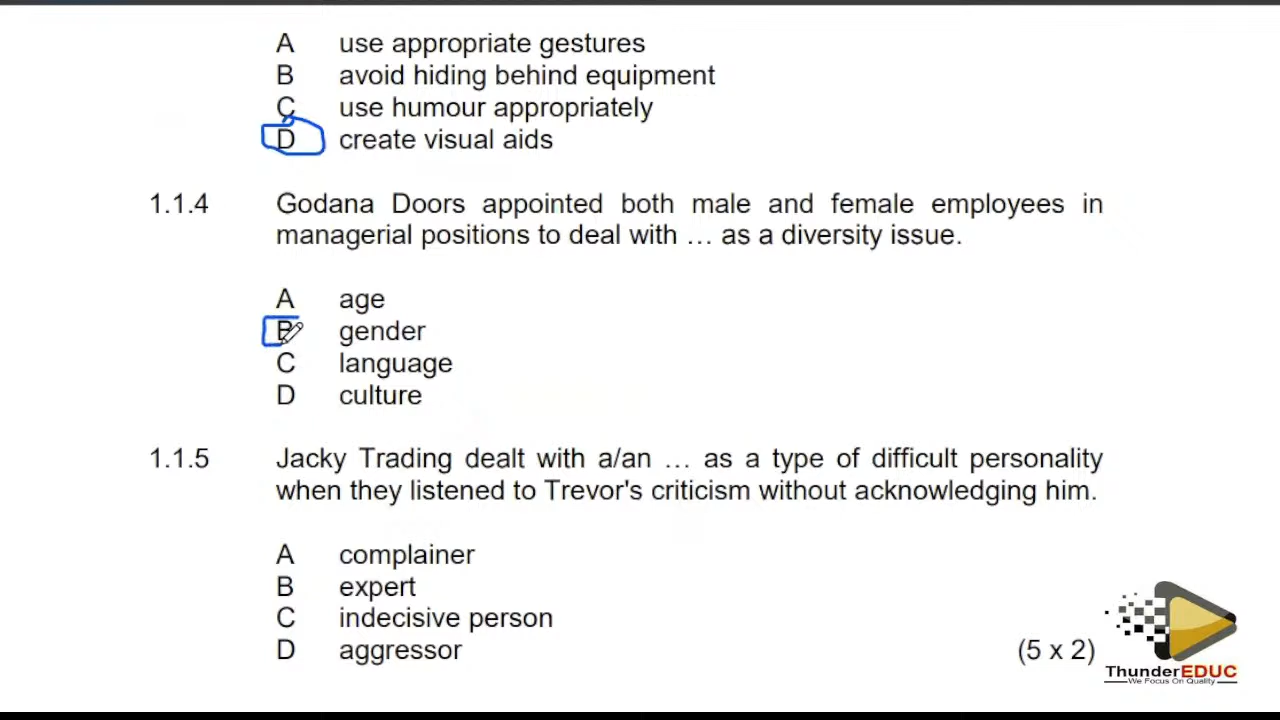 A use appropriate gestures
B avoid hiding behind equipment
C use humour appropriately
D create visual aids
1.1.4 Godana Doors appointed both male and female employees in
managerial positions to deal with … as a diversity issue.
A age
B gender
C language
D culture
1.1.5 Jacky Trading dealt with a/an … as a type of difficult personality
when they listened to Trevor's criticism without acknowledging him.
A complainer
B expert
C indecisive person
D aggressor
(5 x 2)
ThunderEDUC
We Focus On Quality